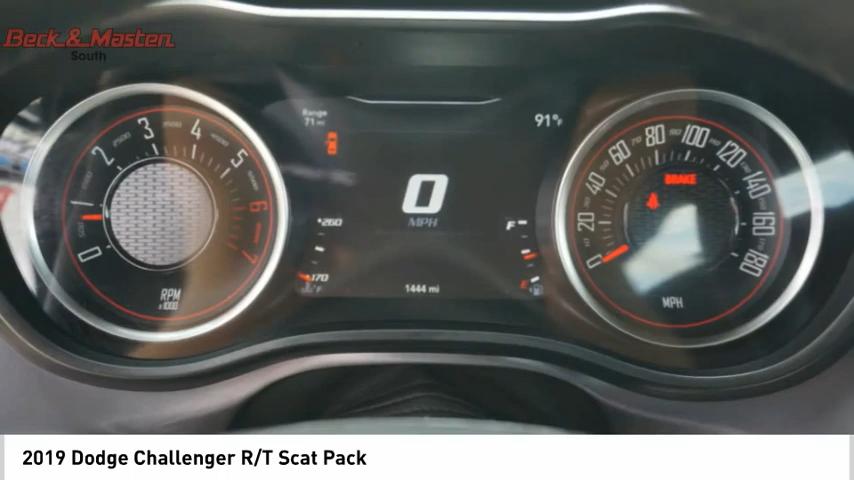 Beck & Masten
South
Range
71 mi
91°F
0
MPH
260
170
F
1444 mi
F
E
0
1
2
3
4
5
6
7
RPM
x1000
0
20
40
60
80
100
120
140
160
180
BRAKE
MPH
2019 Dodge Challenger R/T Scat Pack